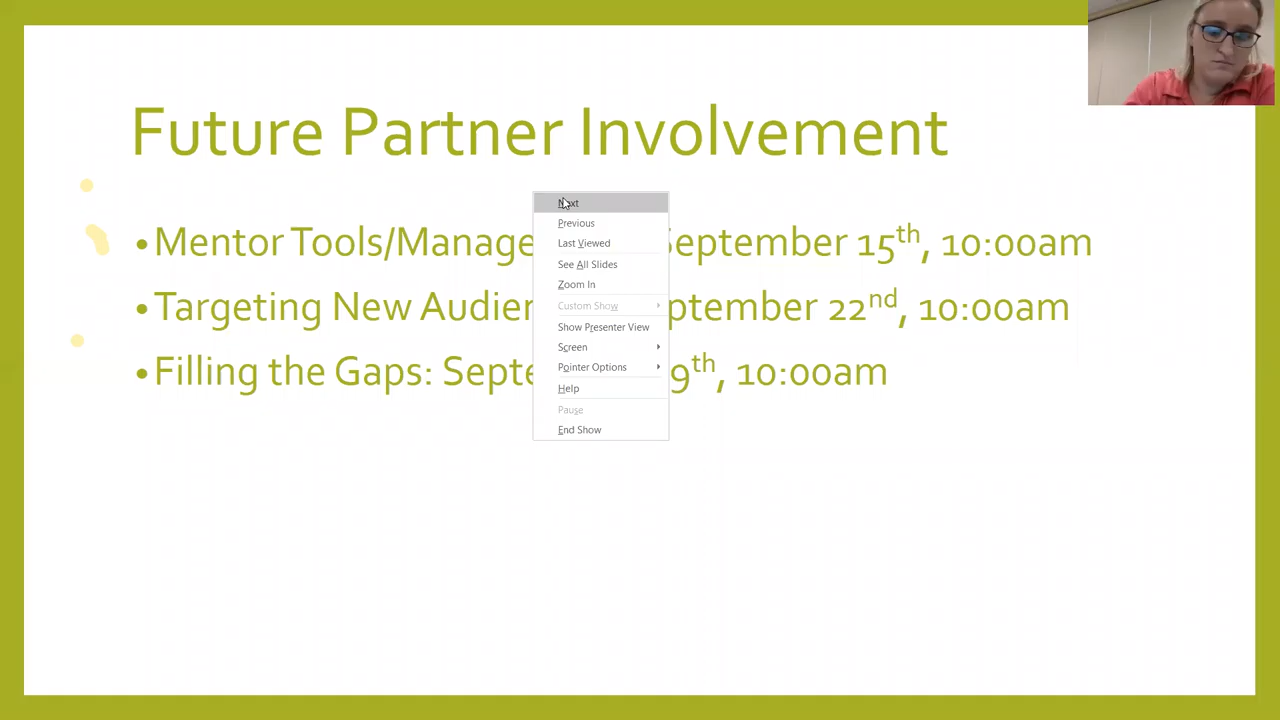 Future Partner Involvement
• Mentor Tools/Manage eptember 15th, 10:00am
• Targeting New Audien ptember 22nd, 10:00am
• Filling the Gaps: Septe 9th, 10:00am
Next
Previous
Last Viewed
See All Slides
Zoom In
Custom Show
Show Presenter View
Screen
Pointer Options
Help
Pause
End Show